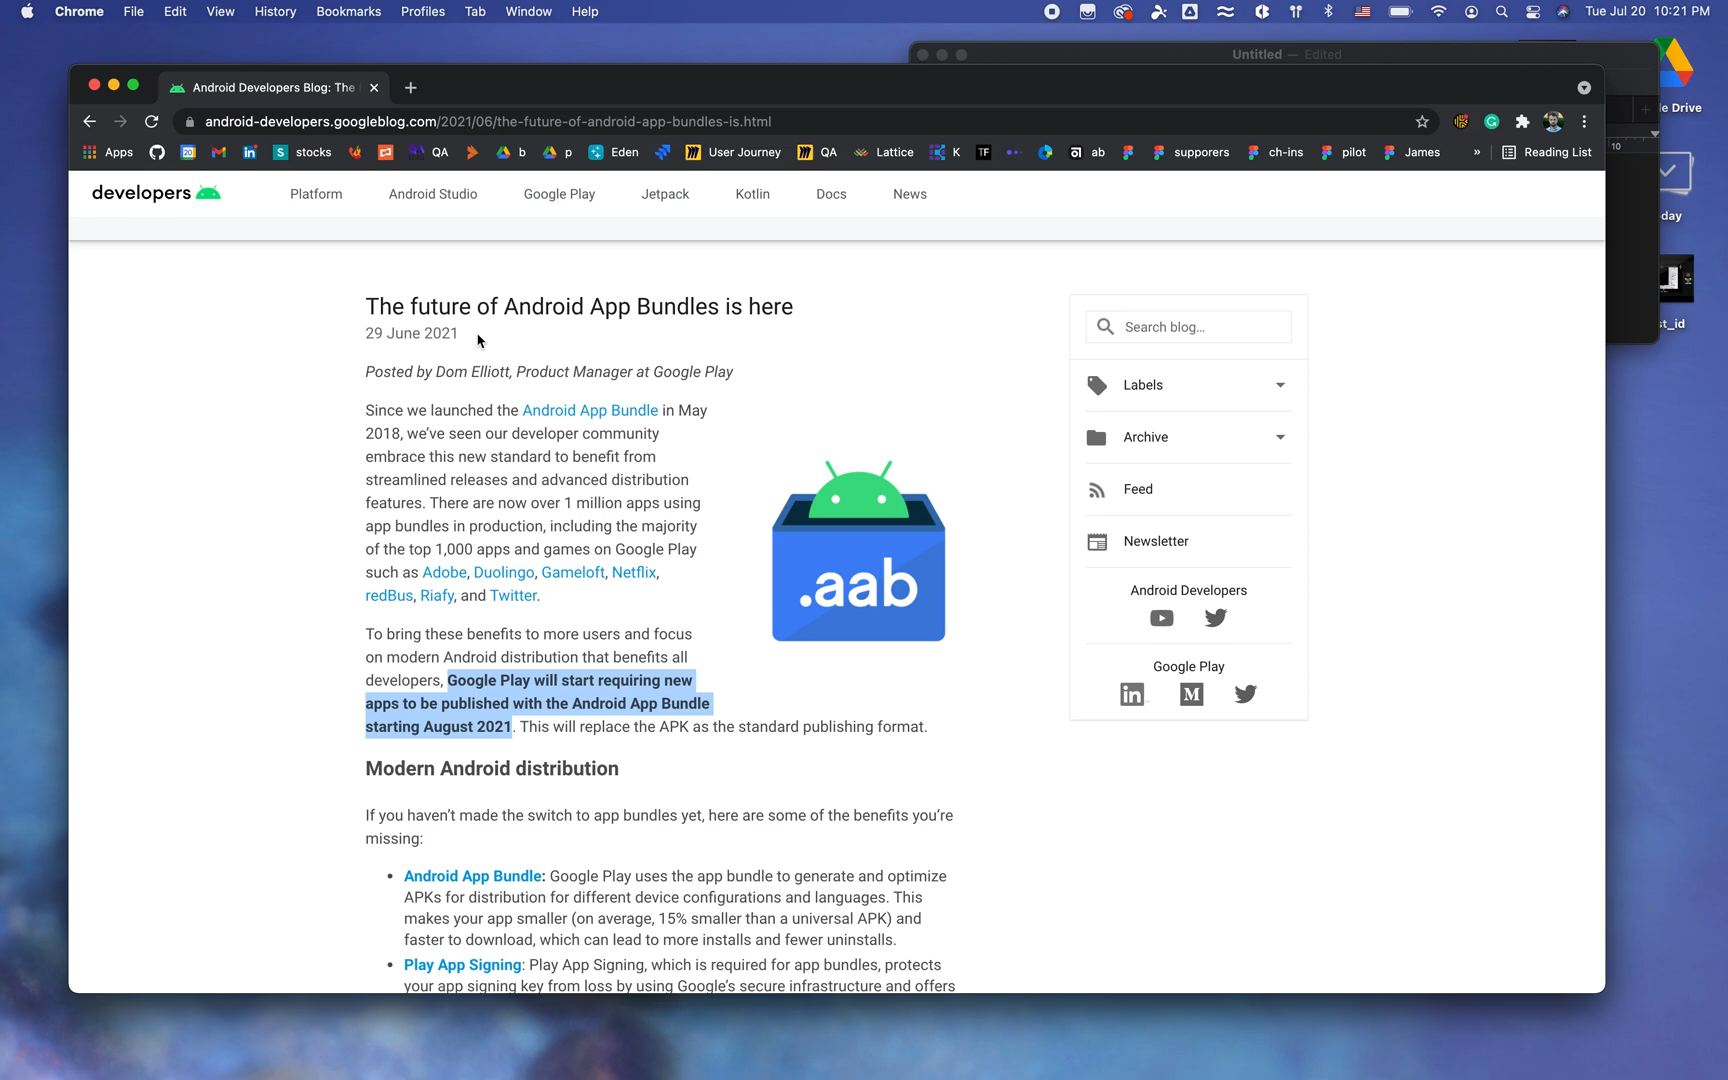 Chrome File Edit View History Bookmarks Profiles Tab Window Help Tue Jul 20 10:21 PM
Untitled — Edited
Android Developers Blog: The
le Drive
android-developers.googleblog.com/2021/06/the-future-of-android-app-bundles-is.html
10
Apps stocks QA b p Eden User Journey QA Lattice K TF ab supporers ch-ins pilot James » Reading List
developers Platform Android Studio Google Play Jetpack Kotlin Docs News
day
The future of Android App Bundles is here
29 June 2021
Search blog...
st_id
Posted by Dom Elliott, Product Manager at Google Play
Since we launched the Android App Bundle in May
2018, we've seen our developer community
embrace this new standard to benefit from
streamlined releases and advanced distribution
features. There are now over 1 million apps using
app bundles in production, including the majority
of the top 1,000 apps and games on Google Play
such as Adobe, Duolingo, Gameloft, Netflix,
redBus, Riafy, and Twitter.
.aab
To bring these benefits to more users and focus
on modern Android distribution that benefits all
developers, Google Play will start requiring new
apps to be published with the Android App Bundle
starting August 2021. This will replace the APK as the standard publishing format.
Labels
Archive
Feed
Newsletter
Android Developers
Google Play
Modern Android distribution
If you haven't made the switch to app bundles yet, here are some of the benefits you're
missing:
• Android App Bundle: Google Play uses the app bundle to generate and optimize
APKs for distribution for different device configurations and languages. This
makes your app smaller (on average, 15% smaller than a universal APK) and
faster to download, which can lead to more installs and fewer uninstalls.
• Play App Signing: Play App Signing, which is required for app bundles, protects
your app signing key from loss by using Google's secure infrastructure and offers